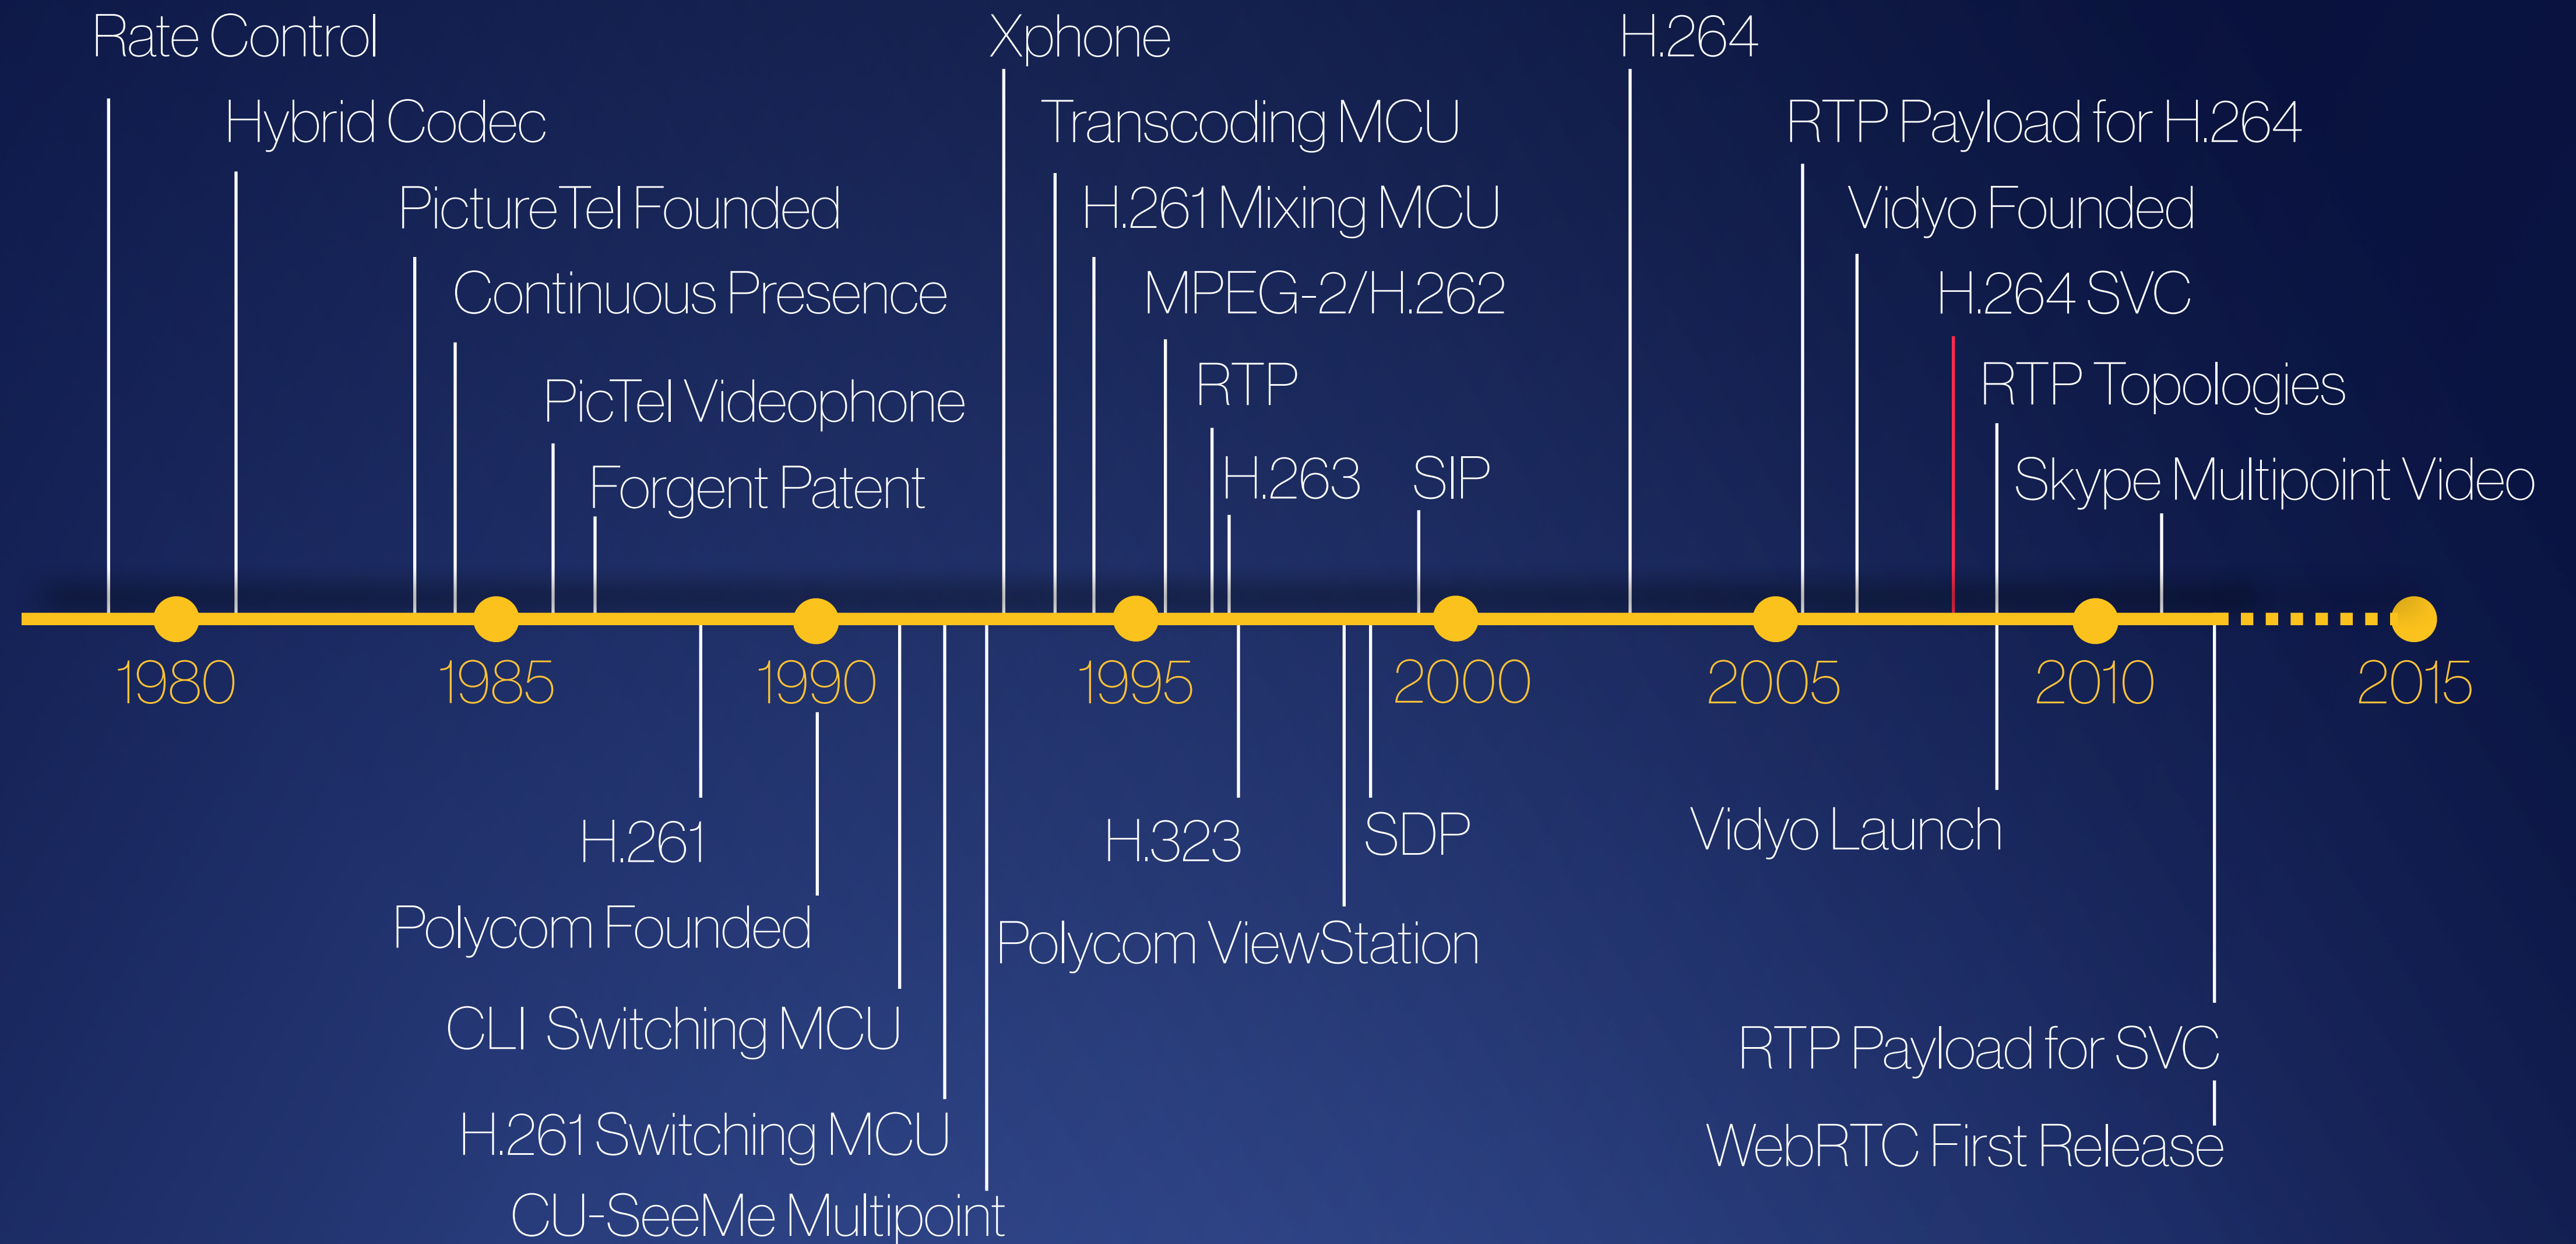 Rate Control
Xphone
H.264
Hybrid Codec
Transcoding MCU
RTP Payload for H.264
PictureTel Founded
H.261 Mixing MCU
Vidyo Founded
Continuous Presence
MPEG-2/H.262
H.264 SVC
PicTel Videophone
RTP
RTP Topologies
Forgent Patent
H.263
SIP
Skype Multipoint Video
1980
1985
1990
1995
2000
2005
2010
2015
H.261
H.323
SDP
Vidyo Launch
Polycom Founded
Polycom ViewStation
CLI Switching MCU
RTP Payload for SVC
H.261 Switching MCU
WebRTC First Release
CU-SeeMe Multipoint